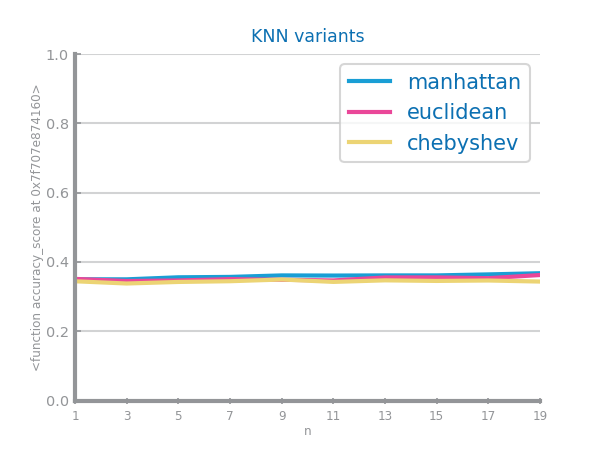 KNN variants
manhattan
euclidean
chebyshev
<function accuracy_score at 0x7f707e874160>
1.0
0.8
0.6
0.4
0.2
0.0
1 3 5 7 9 11 13 15 17 19
n